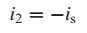 i₂ = −iₛ